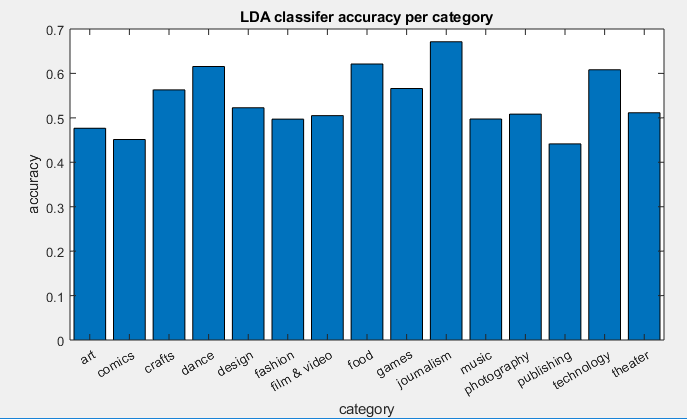 LDA classifer accuracy per category
0.7
0.6
0.5
0.4
0.3
0.2
0.1
0
accuracy
art
comics
crafts
dance
design
fashion
film & video
food
games
journalism
music
photography
publishing
technology
theater
category